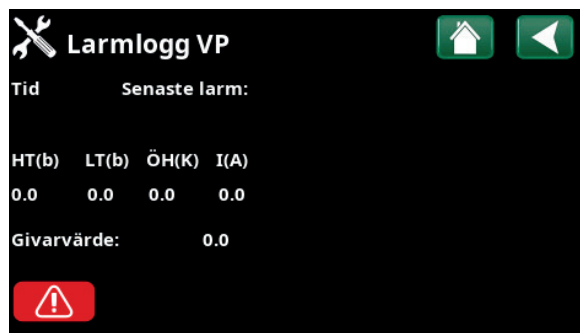 Larmlogg VP
Tid Senaste larm:
HT(b) LT(b) ÖH(K) I(A)
0.0 0.0 0.0 0.0
Givarvärde: 0.0